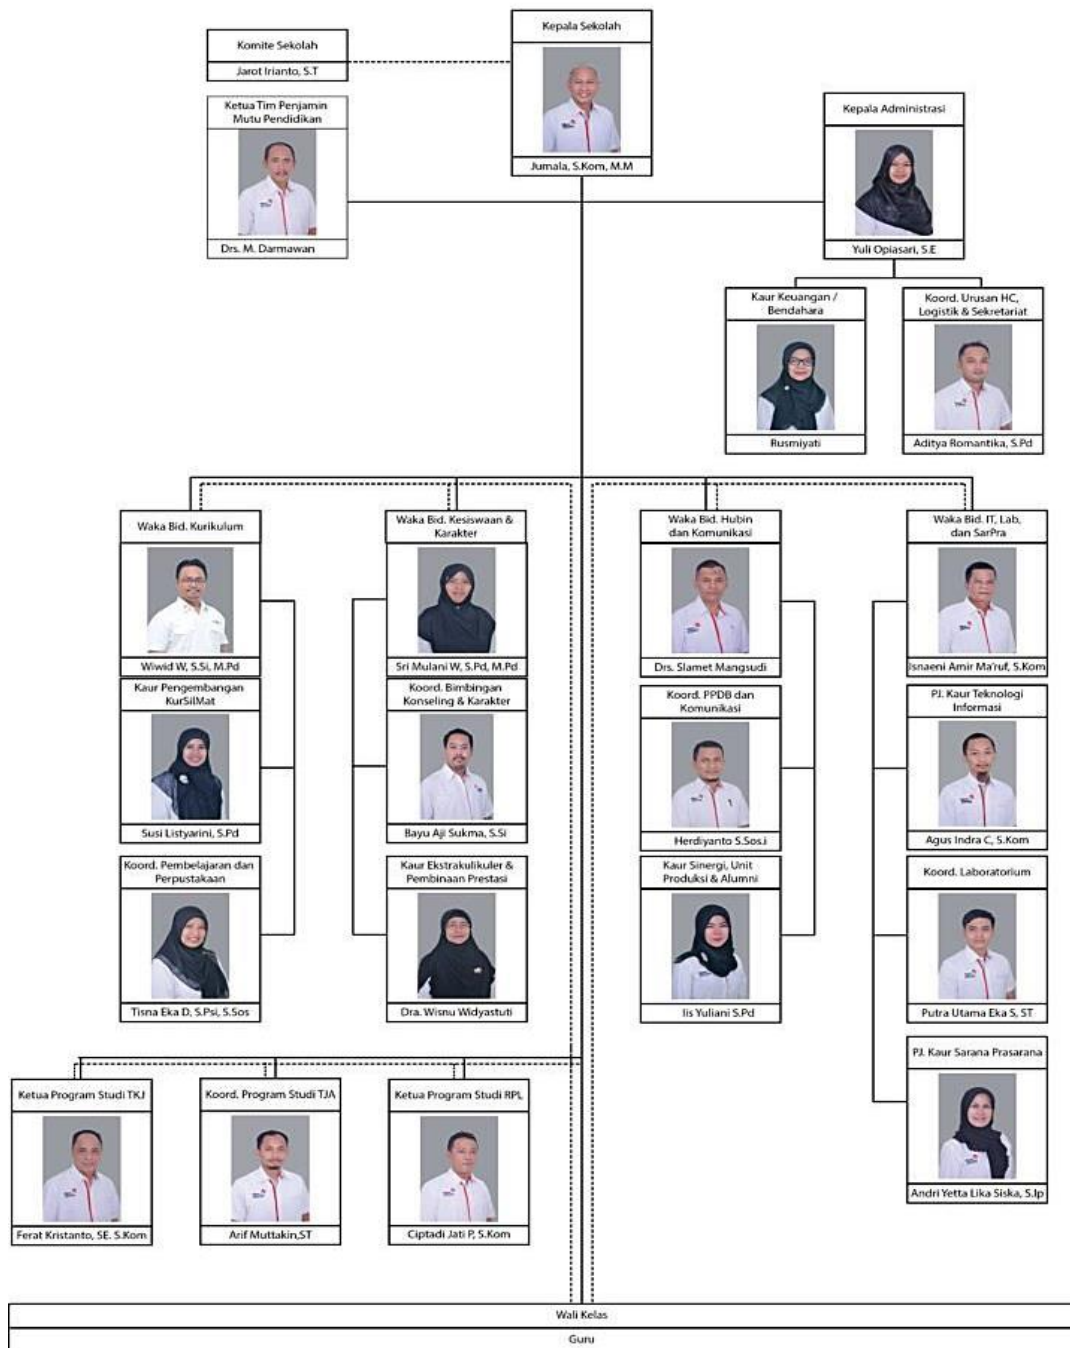 Kepala Sekolah
Jumala, S.Kom, M.M
Komite Sekolah
Jarot Irianto, S.T
Ketua Tim Penjamin
Mutu Pendidikan
Drs. M. Darmawan
Kepala Administrasi
Yuli Opiasari, S.E
Kaur Keuangan /
Bendahara
Rusmiyati
Koord. Urusan HC,
Logistik & Sekretariat
Aditya Romantika, S.Pd
Waka Bid. Kurikulum
Wiwid W, S.Si, M.Pd
Waka Bid. Kesiswaan &
Karakter
Sri Mulani W, S.Pd, M.Pd
Waka Bid. Hubin
dan Komunikasi
Drs. Slamet Mangsudi
Waka Bid. IT, Lab,
dan SarPra
Isnaeni Amir Ma'ruf, S.Kom
Kaur Pengembangan
KurSilMat
Susi Listyarini, S.Pd
Koord. Bimbingan
Konseling & Karakter
Bayu Aji Sukma, S.Si
Koord. PPDB dan
Komunikasi
Herdiyanto S.Sos.i
PJ. Kaur Teknologi
Informasi
Agus Indra C, S.Kom
Koord. Pembelajaran dan
Perpustakaan
Tisna Eka D, S.Psi, S.Sos
Kaur Ekstrakulikuler &
Pembinaan Prestasi
Dra. Wisnu Widyastuti
Kaur Sinergi, Unit
Produksi & Alumni
Iis Yuliani S.Pd
Koord. Laboratorium
Putra Utama Eka S, ST
PJ. Kaur Sarana Prasarana
Andri Yetta Lika Siska, S.Ip
Ketua Program Studi TKJ
Ferat Kristanto, SE. S.Kom
Koord. Program Studi TJA
Arif Muttakin,ST
Ketua Program Studi RPL
Ciptadi Jati P, S.Kom
Wali Kelas
Guru